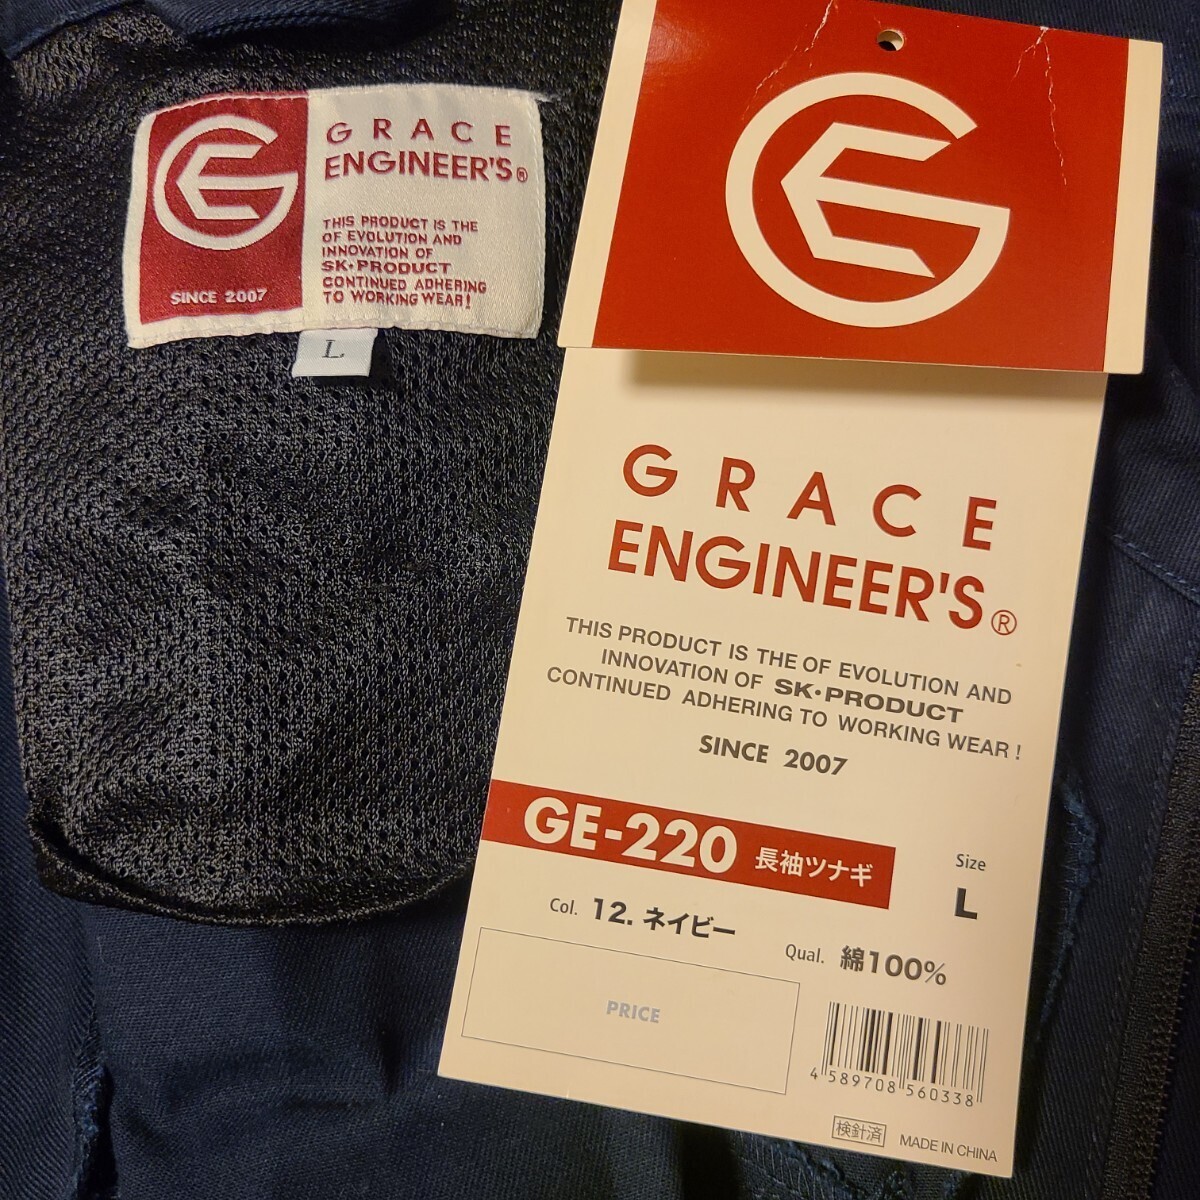 GRACE
ENGINEER'S®
THIS PRODUCT IS THE
OF EVOLUTION AND
INNOVATION OF
SK·PRODUCT
CONTINUED ADHERING
TO WORKING WEAR!
SINCE 2007
L
GRACE
ENGINEER'S®
THIS PRODUCT IS THE OF EVOLUTION AND
INNOVATION OF SK·PRODUCT
CONTINUED ADHERING TO WORKING WEAR!
SINCE 2007
GE-220 長袖ツナギ
Size
L
Col. 12. ネイビー
Qual. 綿100%
PRICE
4 589708 560338
検針済 MADE IN CHINA